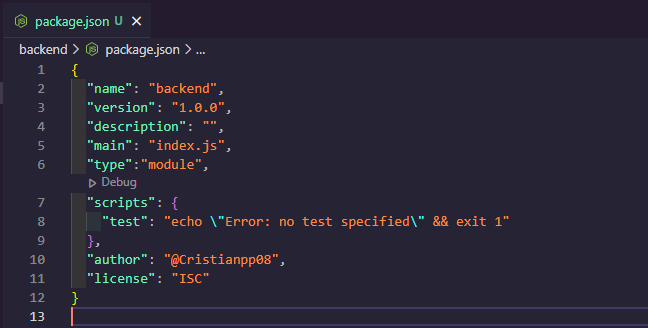 package.json U ×
backend > package.json > ...
1 {
2 "name": "backend",
3 "version": "1.0.0",
4 "description": "",
5 "main": "index.js",
6 "type":"module",
Debug
7 "scripts": {
8 "test": "echo \"Error: no test specified\" && exit 1"
9 },
10 "author": "@Cristianpp08",
11 "license": "ISC"
12 }
13